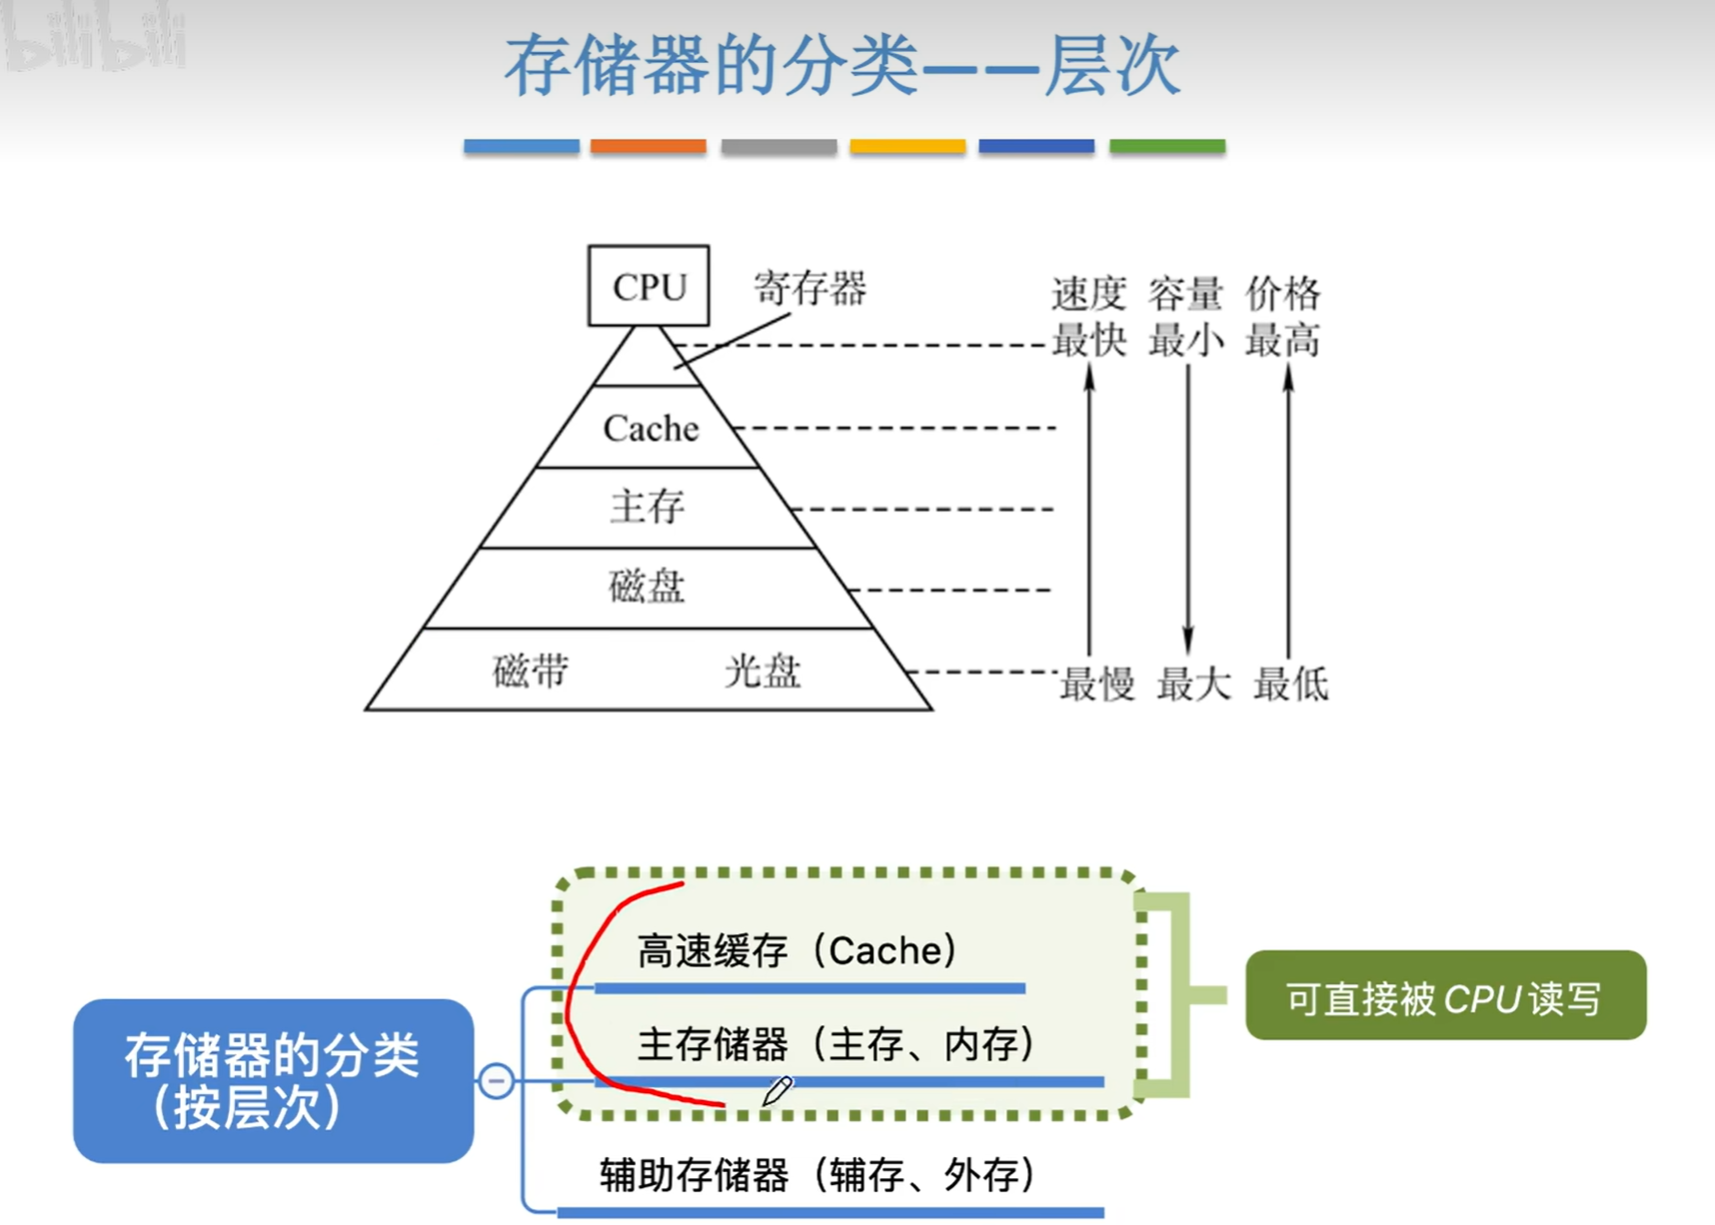 bilibili
存储器的分类——层次
CPU
寄存器
速度 容量 价格
最快 最小 最高
Cache
主存
磁盘
磁带 光盘
最慢 最大 最低
高速缓存（Cache）
主存储器（主存、内存）
可直接被CPU读写
存储器的分类
（按层次）
辅助存储器（辅存、外存）